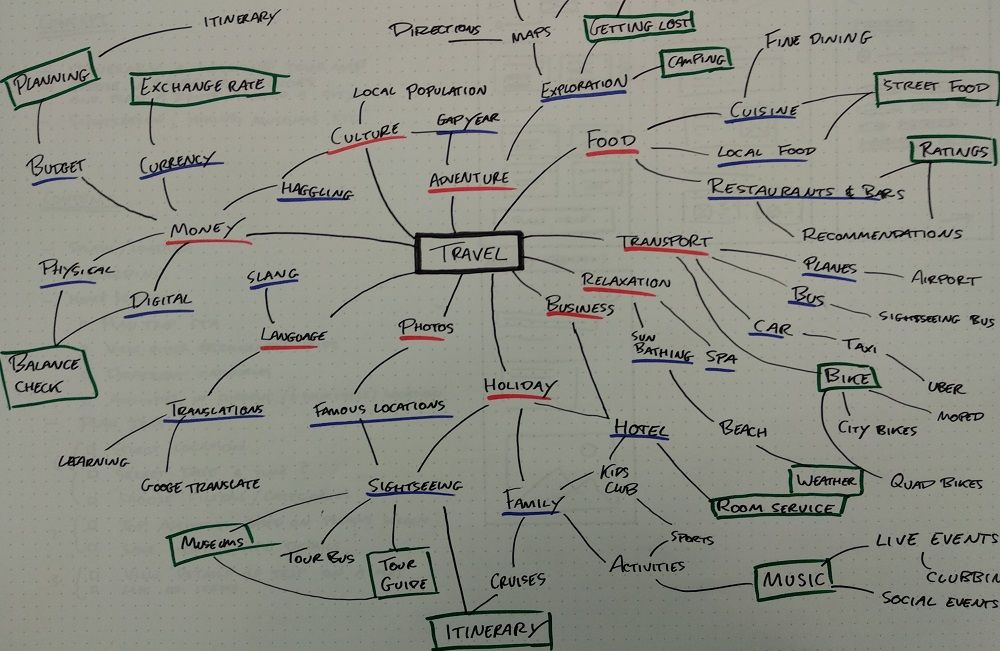 ITINERARY
DIRECTIONS
MAPS
GETTING LOST
FINE DINING
PLANNING
EXCHANGE RATE
LOCAL POPULATION
EXPLORATION
CAMPING
STREET FOOD
CULTURE
GAP YEAR
CUISINE
FOOD
BUDGET
CURRENCY
HAGGLING
ADVENTURE
LOCAL FOOD
RATINGS
RESTAURANTS & BARS
MONEY
TRAVEL
TRANSPORT
RECOMMENDATIONS
PHYSICAL
SLANG
RELAXATION
PLANES
AIRPORT
DIGITAL
BUSINESS
BUS
SIGHTSEEING BUS
LANGUAGE
PHOTOS
SUN
BATHING
SPA
CAR
TAXI
BALANCE
CHECK
HOLIDAY
BIKE
UBER
TRANSLATIONS
FAMOUS LOCATIONS
HOTEL
BEACH
CITY BIKES
MOPED
LEARNING
GOOGE TRANSLATE
SIGHTSEEING
FAMILY
KIDS
CLUB
WEATHER
QUAD BIKES
ROOM SERVICE
MUSEUMS
TOUR BUS
TOUR
GUIDE
CRUISES
ACTIVITIES
SPORTS
MUSIC
LIVE EVENTS
CLUBBIN
SOCIAL EVENTS
ITINERARY